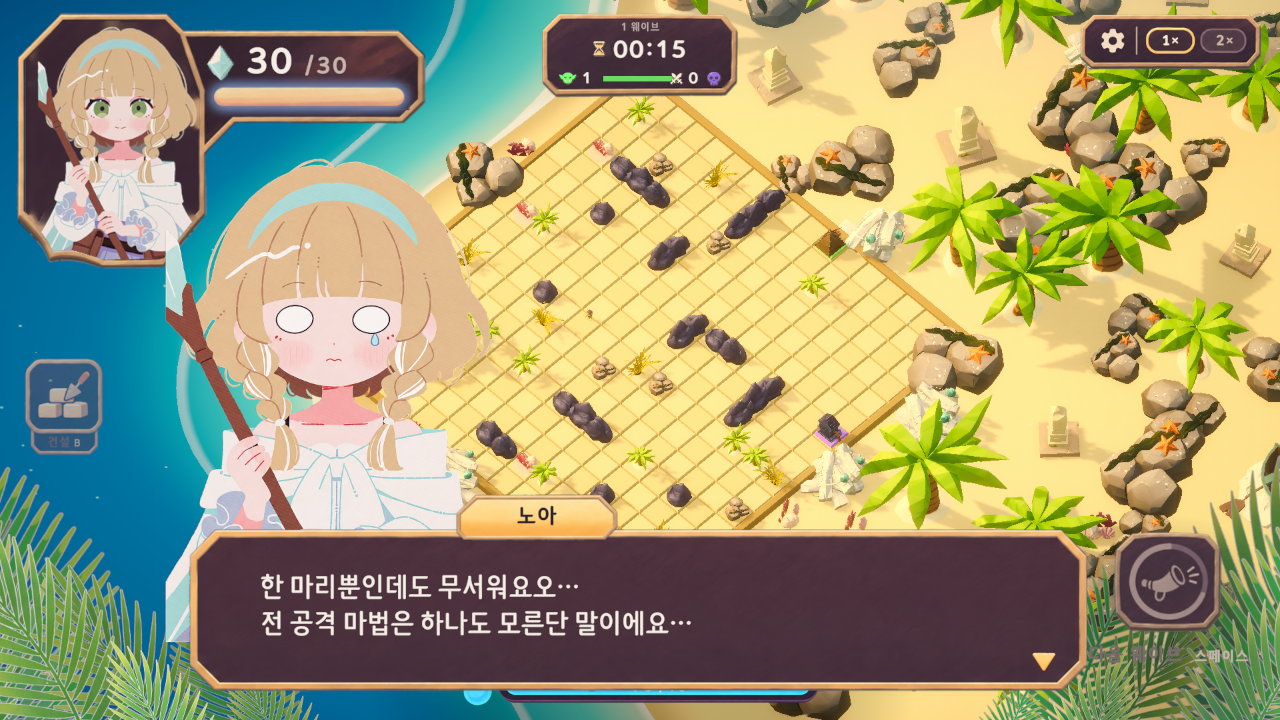 30 /30
1 웨이브
00:15
1 0
1× 2×
건설 B
노아
한 마리뿐인데도 무서워요오…
전 공격 마법은 하나도 모른단 말이에요…
스페이스